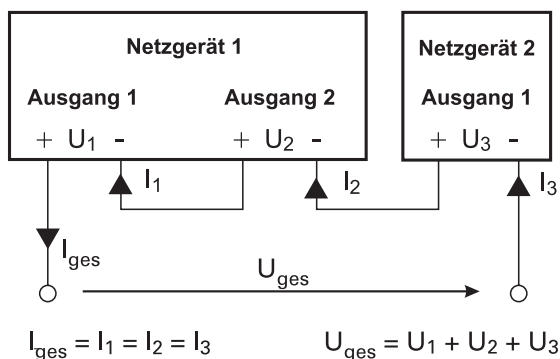 Netzgerät 1
Netzgerät 2
Ausgang 1
Ausgang 2
Ausgang 1
+ U1 -
+ U2 -
+ U3 -
I1
I2
I3
Iges
Uges
Iges = I1 = I2 = I3
Uges = U1 + U2 + U3